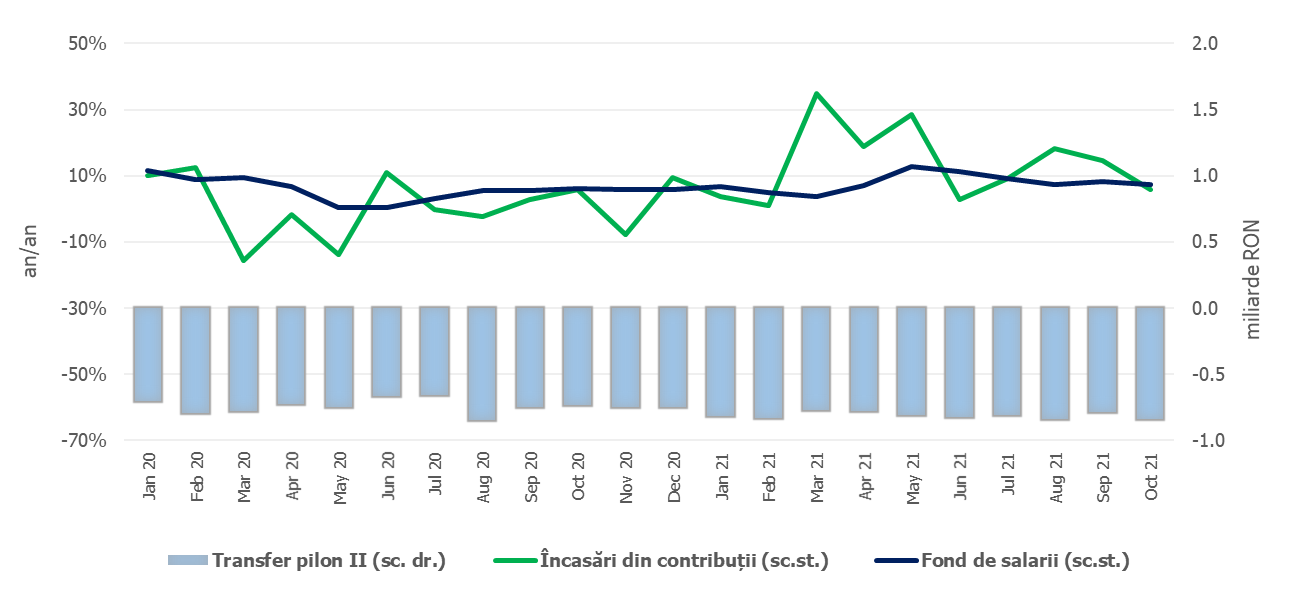 50%
30%
10%
-10%
-30%
-50%
-70%
an/an
2.0
1.5
1.0
0.5
0.0
-0.5
-1.0
miliarde RON
Jan 20
Feb 20
Mar 20
Apr 20
May 20
Jun 20
Jul 20
Aug 20
Sep 20
Oct 20
Nov 20
Dec 20
Jan 21
Feb 21
Mar 21
Apr 21
May 21
Jun 21
Jul 21
Aug 21
Sep 21
Oct 21
Transfer pilon II (sc. dr.)
Încasări din contribuții (sc.st.)
Fond de salarii (sc.st.)